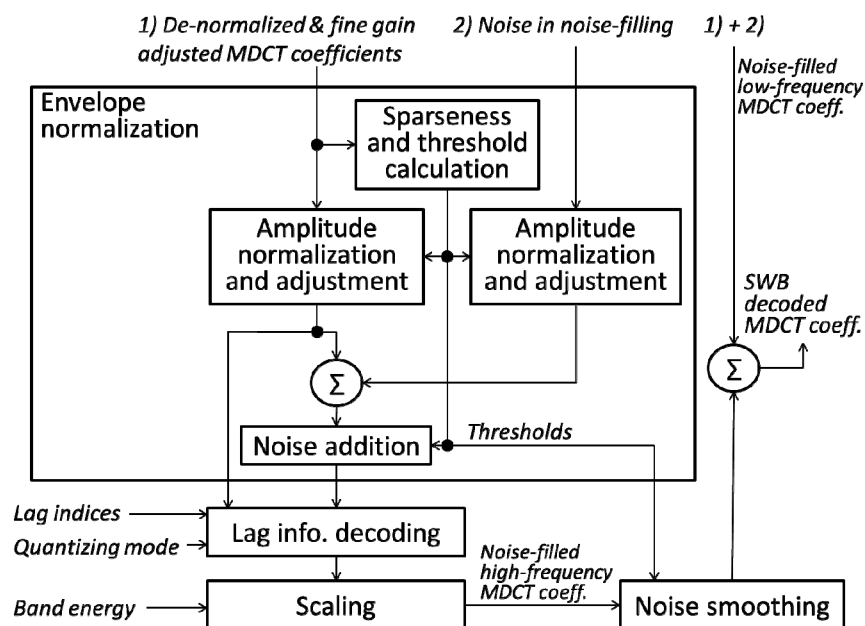 1) De-normalized & fine gain
adjusted MDCT coefficients
2) Noise in noise-filling
1) + 2)
Noise-filled
low-frequency
MDCT coeff.
Envelope
normalization
Sparseness
and threshold
calculation
Amplitude
normalization
and adjustment
Amplitude
normalization
and adjustment
SWB
decoded
MDCT coeff.
Σ
Σ
Noise addition
Thresholds
Lag indices
Quantizing mode
Lag info. decoding
Noise-filled
high-frequency
MDCT coeff.
Band energy
Scaling
Noise smoothing